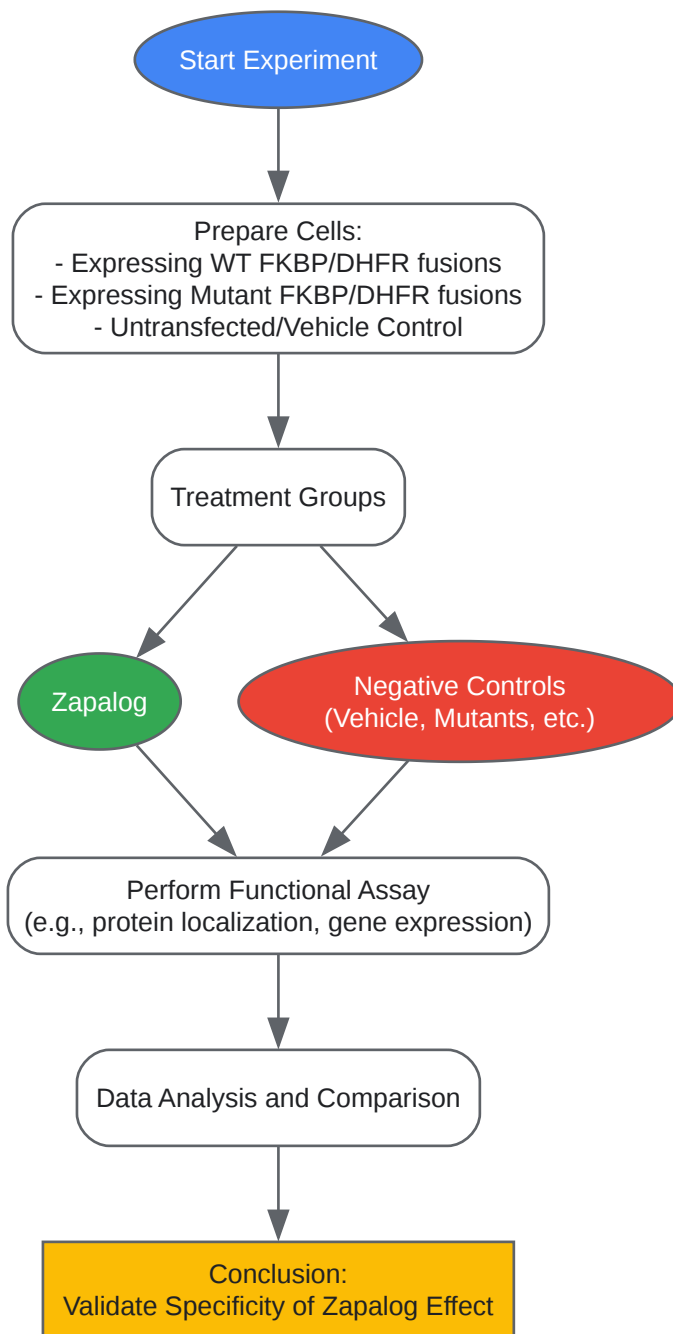 Start Experiment
Prepare Cells:
- Expressing WT FKBP/DHFR fusions
- Expressing Mutant FKBP/DHFR fusions
- Untransfected/Vehicle Control
Treatment Groups
Zapalog
Negative Controls
(Vehicle, Mutants, etc.)
Perform Functional Assay
(e.g., protein localization, gene expression)
Data Analysis and Comparison
Conclusion:
Validate Specificity of Zapalog Effect